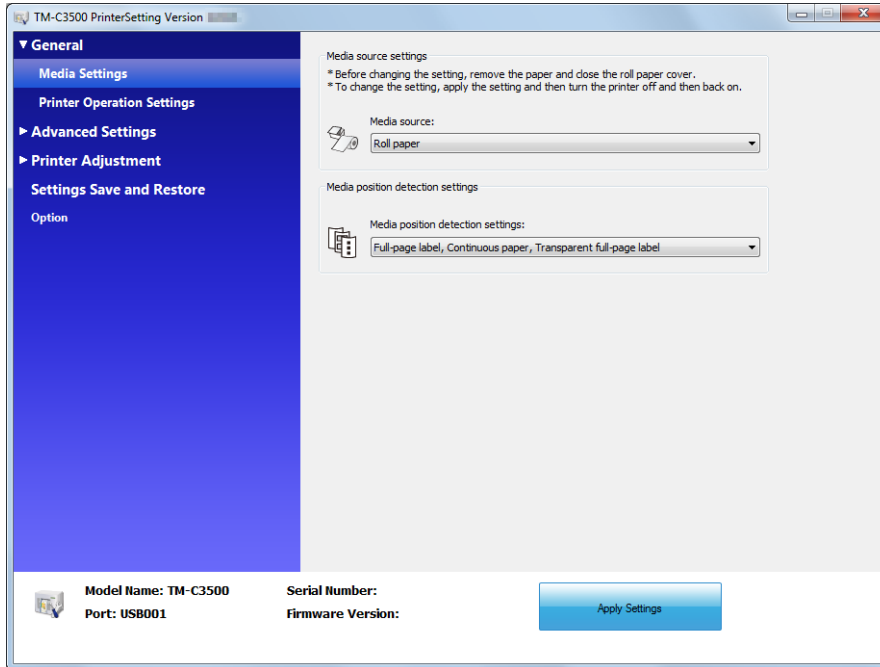 TM-C3500 PrinterSetting Version
General
Media Settings
Printer Operation Settings
Advanced Settings
Printer Adjustment
Settings Save and Restore
Option
Media source settings
* Before changing the setting, remove the paper and close the roll paper cover.
* To change the setting, apply the setting and then turn the printer off and then back on.
Media source:
Roll paper
Media position detection settings
Media position detection settings:
Full-page label, Continuous paper, Transparent full-page label
Model Name: TM-C3500
Port: USB001
Serial Number:
Firmware Version:
Apply Settings